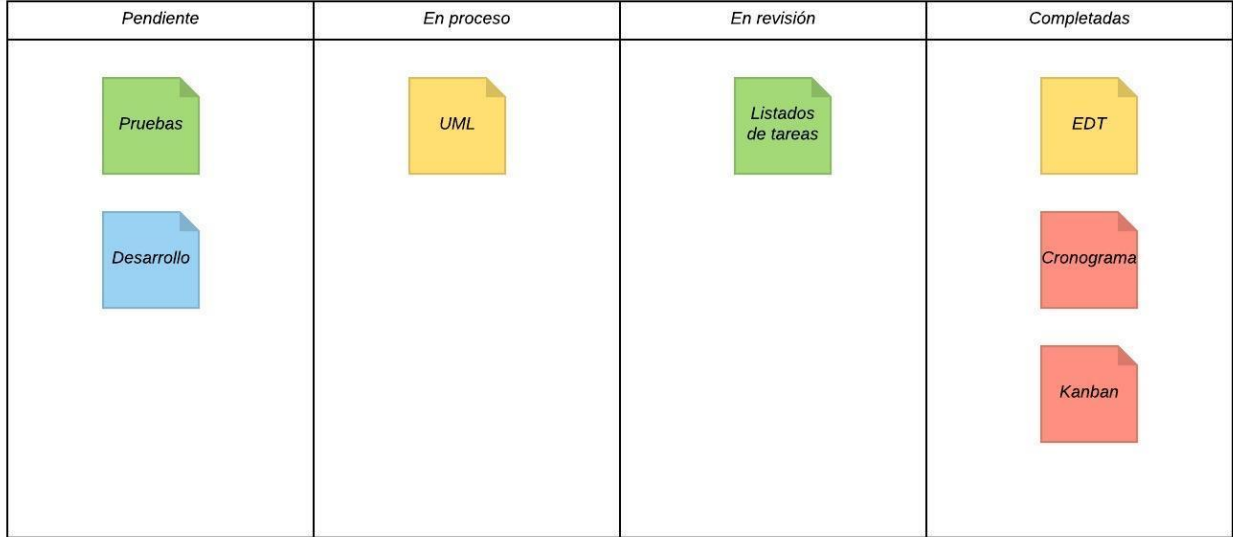 Pendiente
En proceso
En revisión
Completadas
Pruebas
UML
Listados
de tareas
EDT
Desarrollo
Cronograma
Kanban